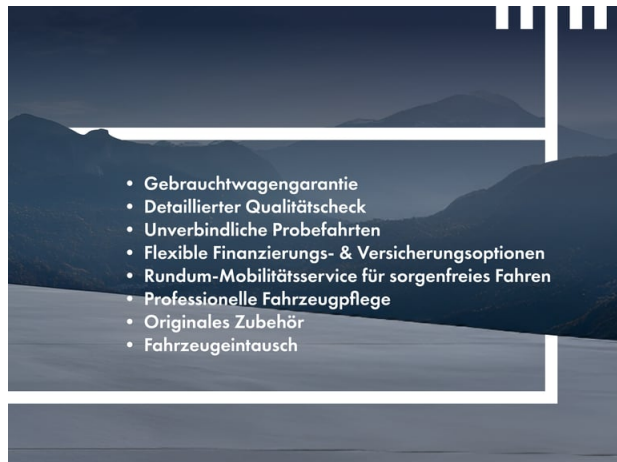 • Gebrauchtwagengarantie
• Detaillierter Qualitätscheck
• Unverbindliche Probefahrten
• Flexible Finanzierungs- & Versicherungsoptionen
• Rundum-Mobilitätsservice für sorgenfreies Fahren
• Professionelle Fahrzeugpflege
• Originales Zubehör
• Fahrzeugeintausch